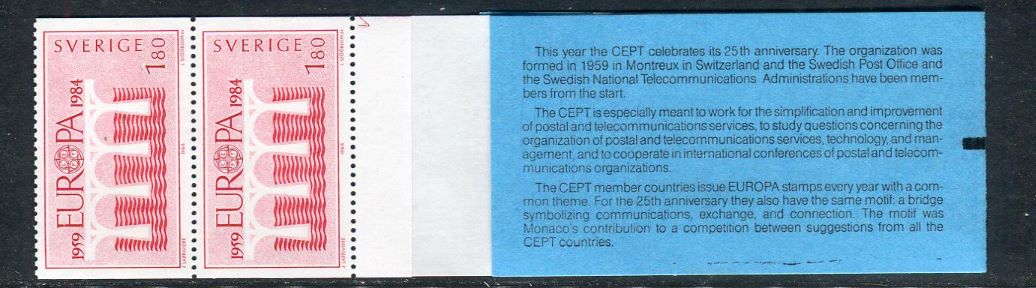 SVERIGE
1.80
1959 EUROPA 1984
SVERIGE
1.80
1959 EUROPA 1984
This year the CEPT celebrates its 25th anniversary. The organization was
formed in 1959 in Montreux in Switzerland and the Swedish Post Office and
the Swedish National Telecommunications Administrations have been mem-
bers from the start.
The CEPT is especially meant to work for the simplification and improvement
of postal and telecommunications services, to study questions concerning the
organization of postal and telecommunications services, technology, and man-
agement, and to cooperate in international conferences of postal and telecom-
munications organizations.
The CEPT member countries issue EUROPA stamps every year with a com-
mon theme. For the 25th anniversary they also have the same motif: a bridge
symbolizing communications, exchange, and connection. The motif was
Monaco's contribution to a competition between suggestions from all the
CEPT countries.